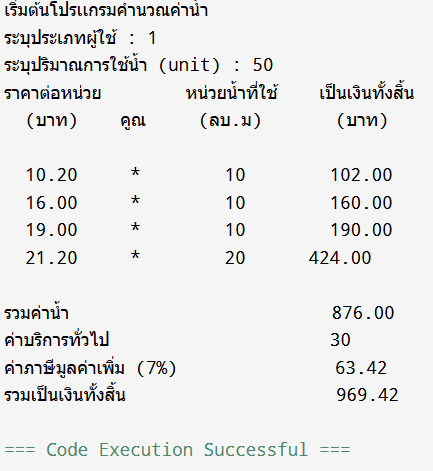 เริ่มต้นโปรแกรมคำนวณค่าน้ำ
ระบุประเภทผู้ใช้ : 1
ระบุปริมาณการใช้น้ำ (unit) : 50
ราคาต่อหน่วย หน่วยน้ำที่ใช้ เป็นเงินทั้งสิ้น
(บาท) คูณ (ลบ.ม) (บาท)
10.20 * 10 102.00
16.00 * 10 160.00
19.00 * 10 190.00
21.20 * 20 424.00
รวมค่าน้ำ 876.00
ค่าบริการทั่วไป 30
ค่าภาษีมูลค่าเพิ่ม (7%) 63.42
รวมเป็นเงินทั้งสิ้น 969.42
=== Code Execution Successful ===